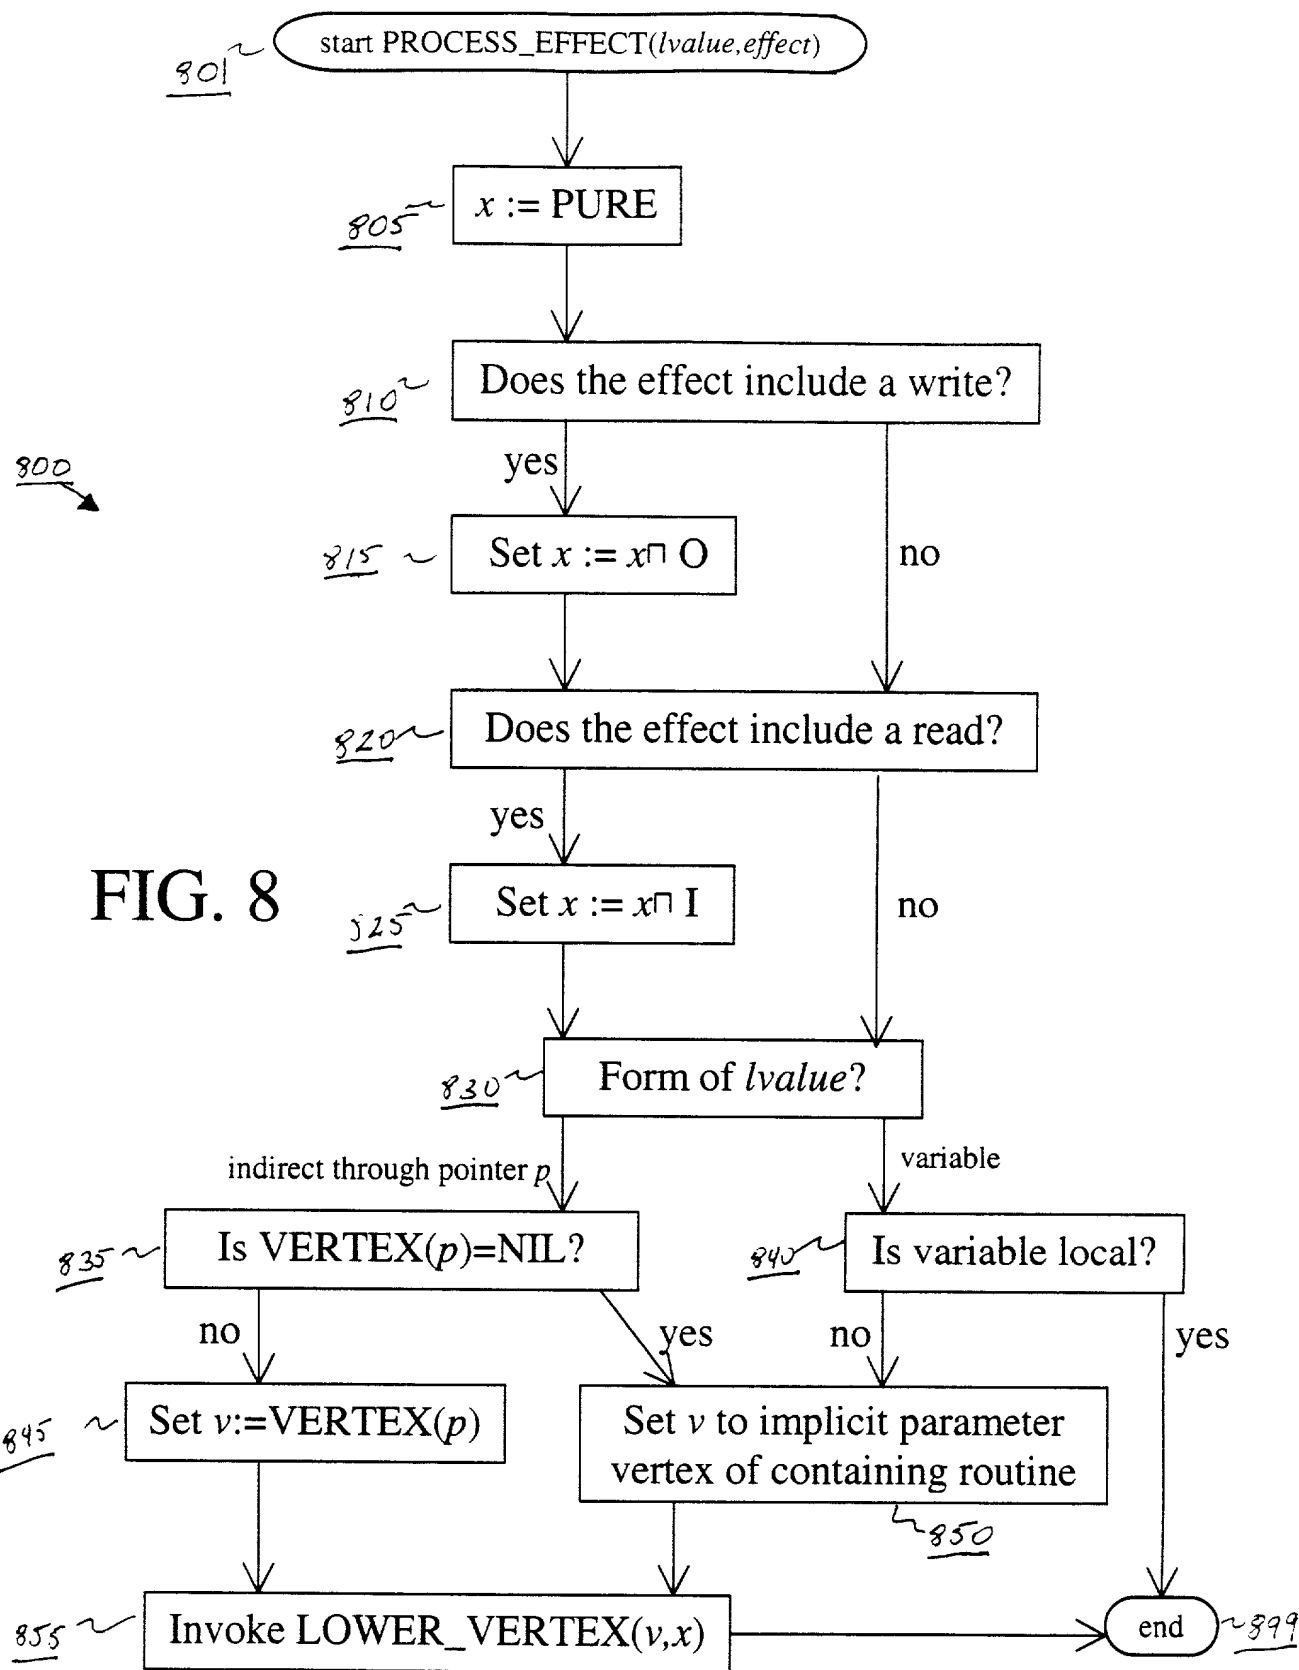 801
start PROCESS_EFFECT(lvalue,effect)
805
x := PURE
810
Does the effect include a write?
800
yes
815
Set x := x⊓ O
no
820
Does the effect include a read?
yes
FIG. 8
825
Set x := x⊓ I
no
830
Form of lvalue?
indirect through pointer p
variable
835
Is VERTEX(p)=NIL?
840
Is variable local?
no
yes
no
yes
845
Set v:=VERTEX(p)
Set v to implicit parameter
vertex of containing routine
850
855
Invoke LOWER_VERTEX(v,x)
end
899